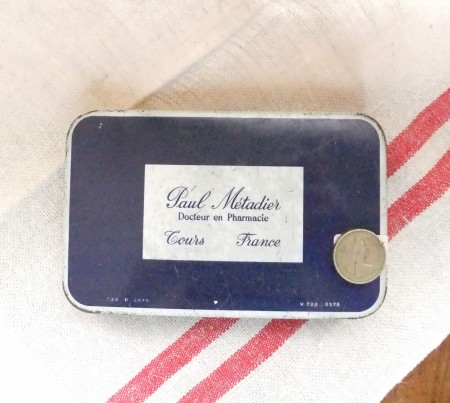 Paul Métadier
Docteur en Pharmacie
Tours France